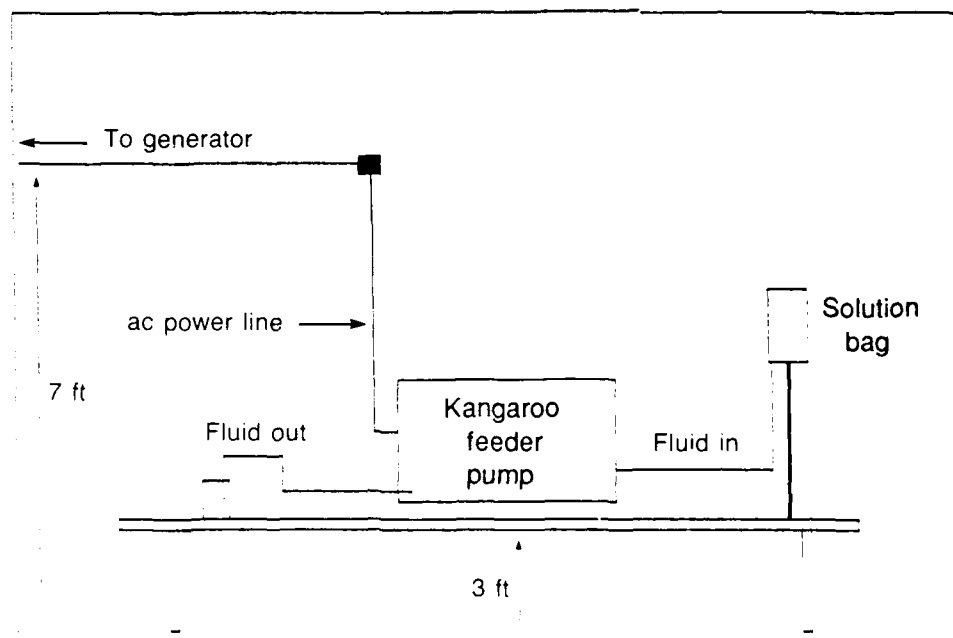 To generator
ac power line
Solution
bag
7 ft
Kangaroo
feeder
pump
Fluid out
Fluid in
3 ft